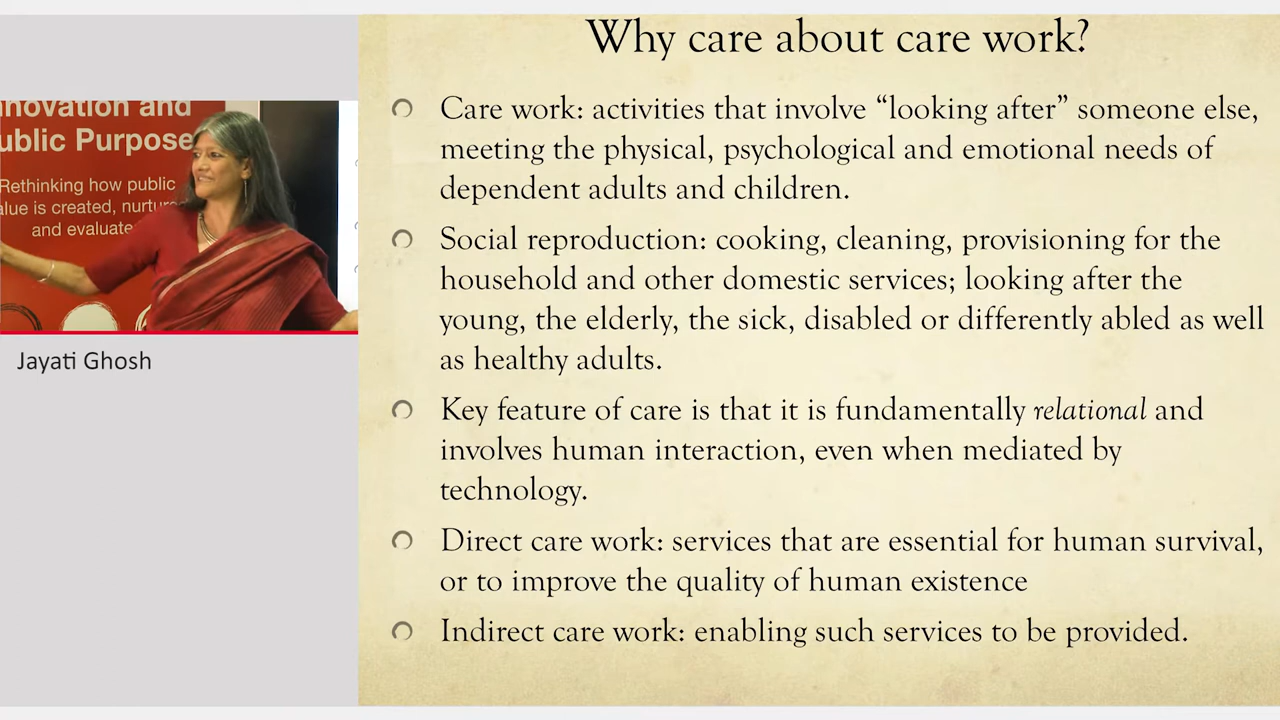 Why care about care work?
Care work: activities that involve “looking after” someone else,
meeting the physical, psychological and emotional needs of
dependent adults and children.
Social reproduction: cooking, cleaning, provisioning for the
household and other domestic services; looking after the
young, the elderly, the sick, disabled or differently abled as well
as healthy adults.
Key feature of care is that it is fundamentally relational and
involves human interaction, even when mediated by
technology.
Direct care work: services that are essential for human survival,
or to improve the quality of human existence
Indirect care work: enabling such services to be provided.
nnovation and
ublic Purpose
Rethinking how public
alue is created, nurtur
and evaluate
Jayati Ghosh